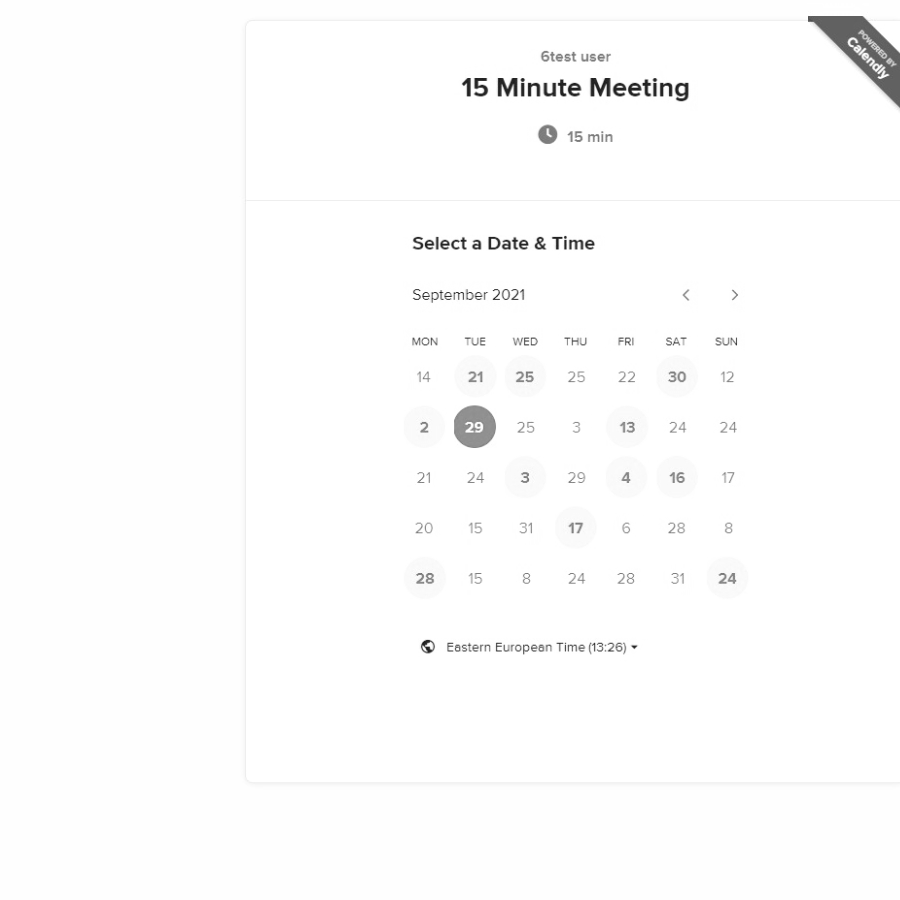 POWERED BY
Calendly
6test user
15 Minute Meeting
15 min
Select a Date & Time
September 2021
MON TUE WED THU FRI SAT SUN
14 21 25 25 22 30 12
2 29 25 3 13 24 24
21 24 3 29 4 16 17
20 15 31 17 6 28 8
28 15 8 24 28 31 24
Eastern European Time (13:26)